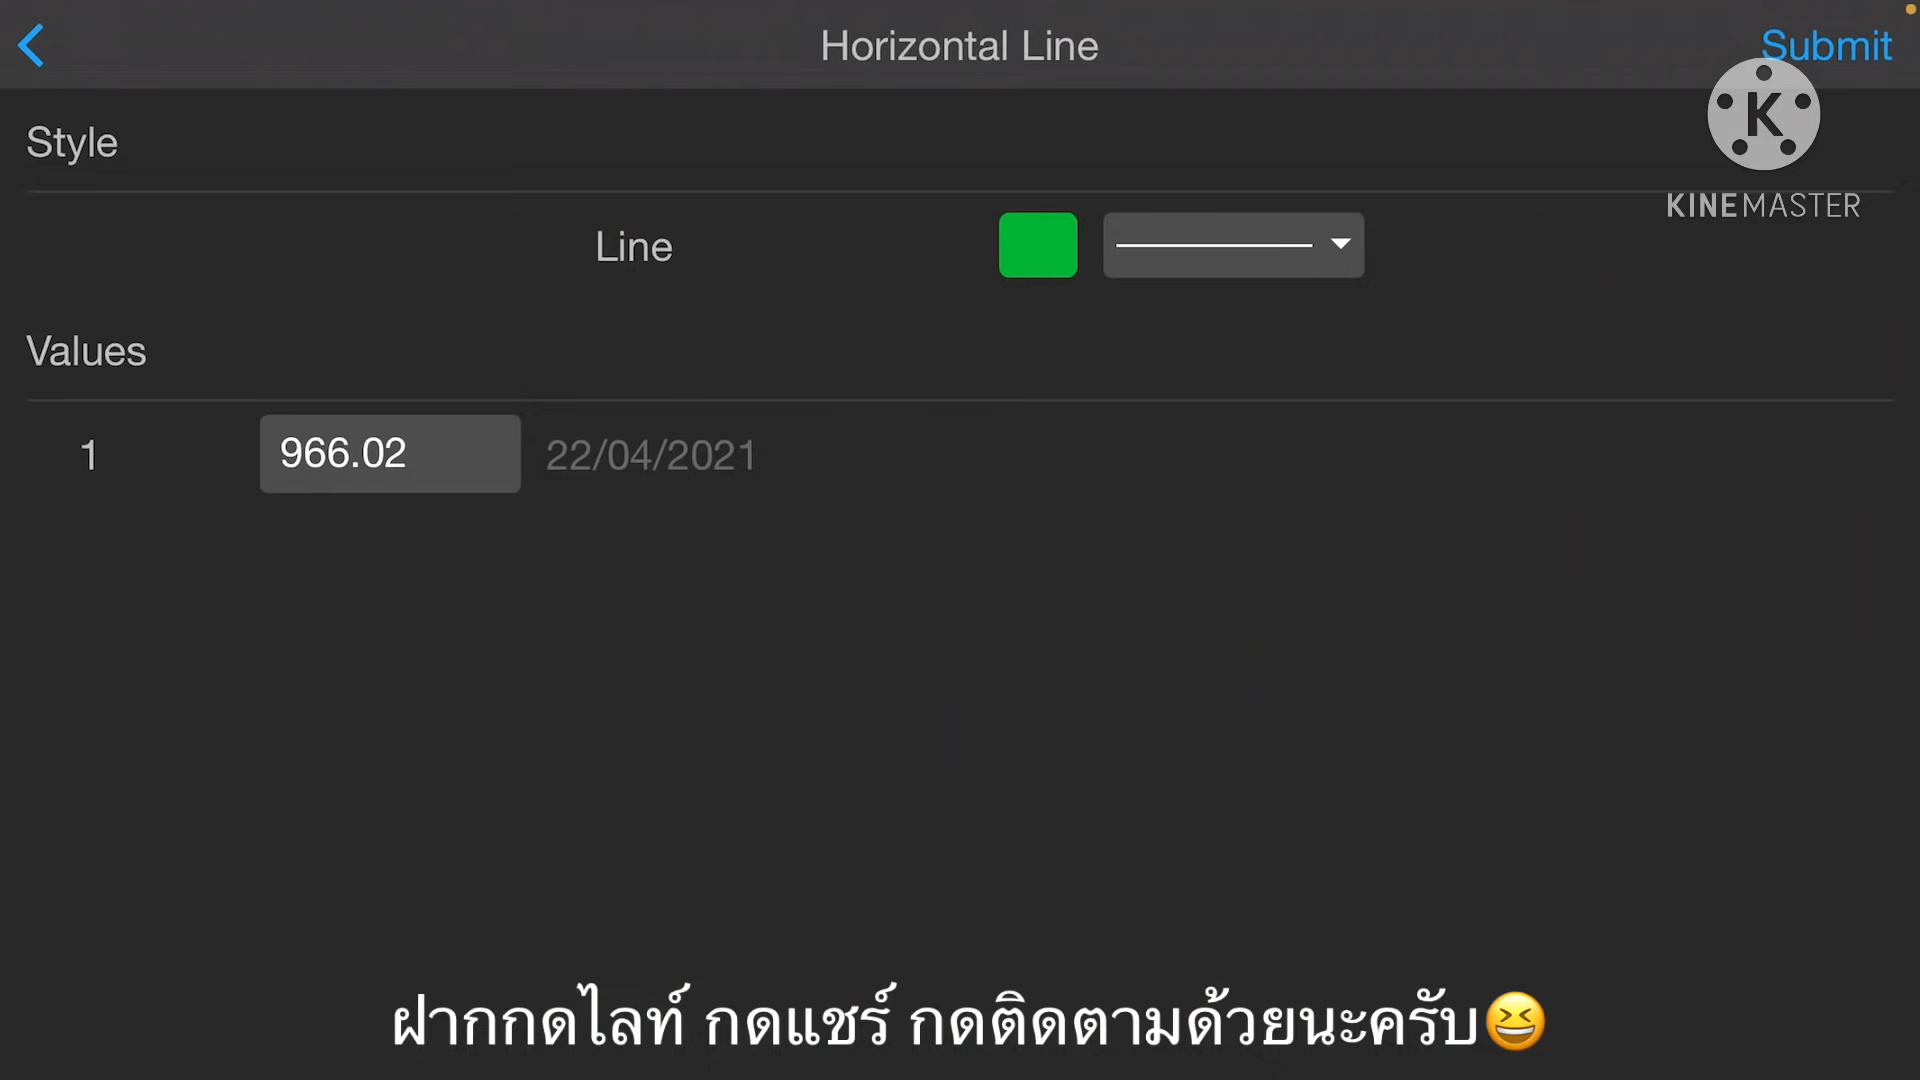 Horizontal Line
Submit
K
KINEMASTER
Style
Line
Values
1 966.02 22/04/2021
ฝากกดไลท์ กดแชร์ กดติดตามด้วยนะครับ😆